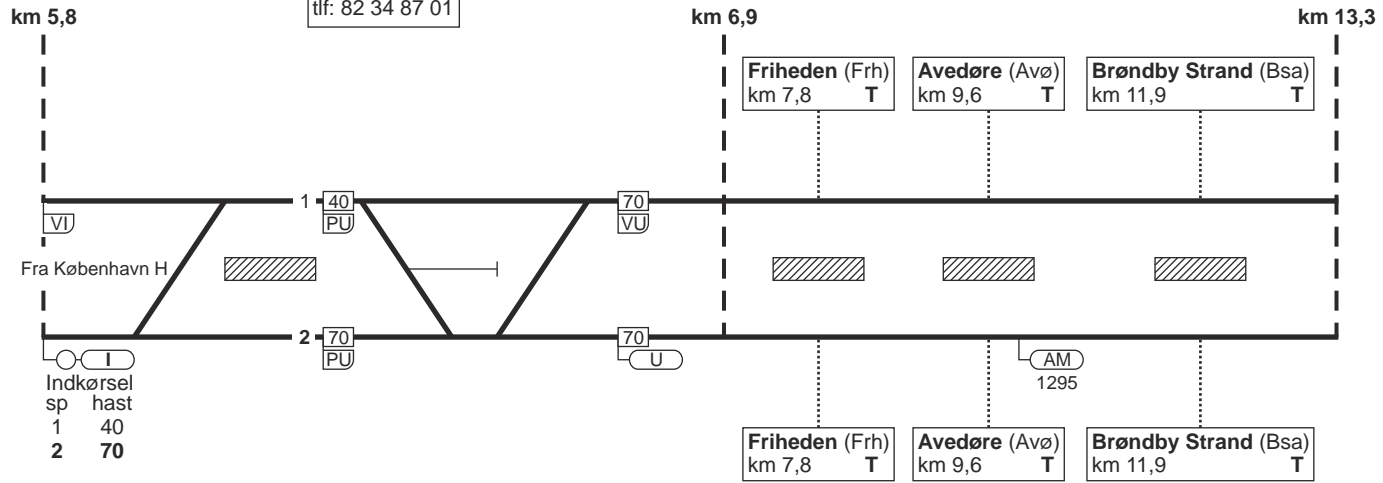 tlf: 82 34 87 01
km 5,8
km 6,9
km 13,3
Friheden (Frh)
km 7,8 T
Avedøre (Avø)
km 9,6 T
Brøndby Strand (Bsa)
km 11,9 T
1
40
70
VI
PU
VU
Fra København H
2
70
70
I
PU
U
AM
1295
Indkørsel
sp hast
1 40
2 70
Friheden (Frh)
km 7,8 T
Avedøre (Avø)
km 9,6 T
Brøndby Strand (Bsa)
km 11,9 T